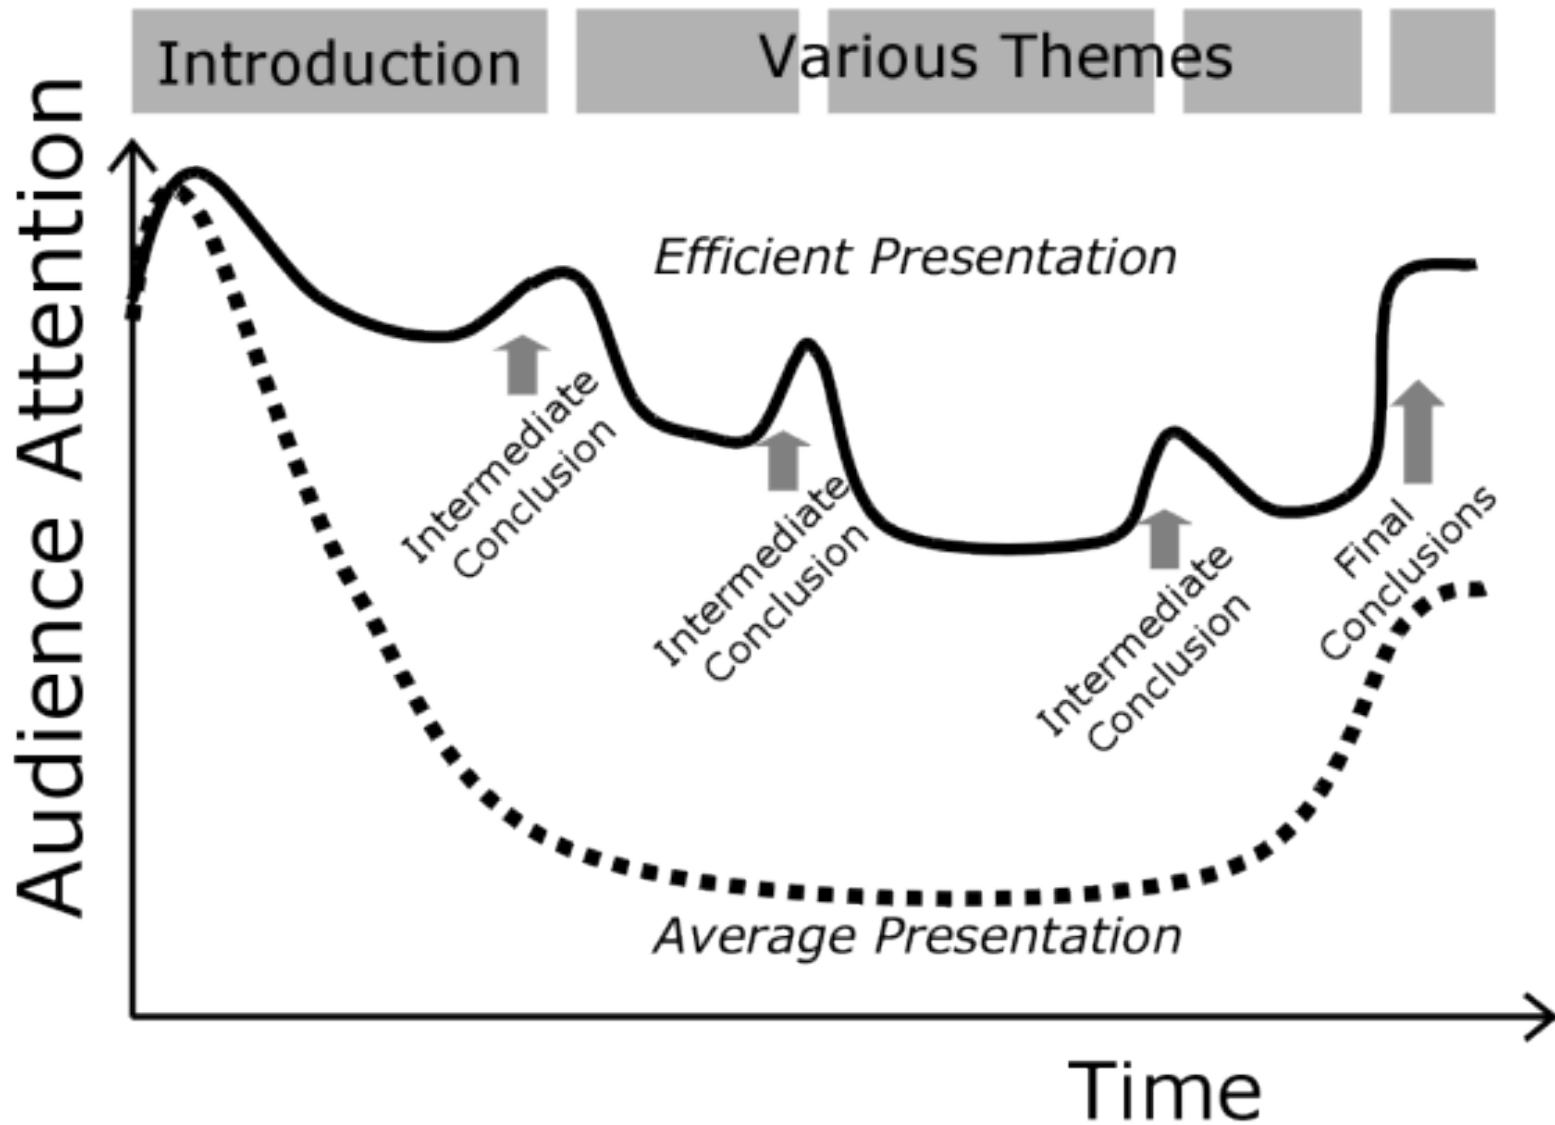 Introduction
Various Themes
Audience Attention
Efficient Presentation
Intermediate
Conclusion
Intermediate
Conclusion
Intermediate
Conclusion
Final
Conclusions
Average Presentation
Time